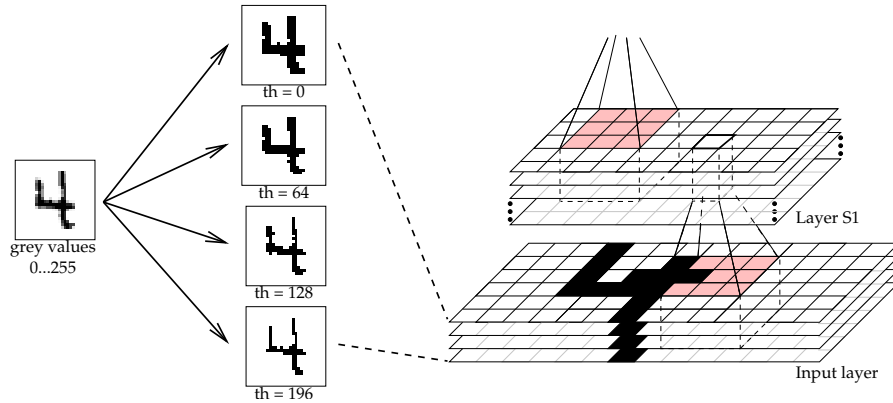 th = 0
th = 64
grey values
0...255
th = 128
th = 196
Layer S1
Input layer